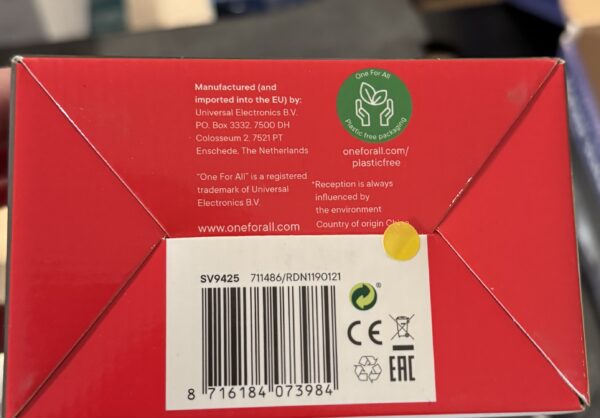 Manufactured (and
imported into the EU) by:
Universal Electronics B.V.
P.O. Box 3332, 7500 DH
Colosseum 2, 7521 PT
Enschede, The Netherlands
"One For All" is a registered
trademark of Universal
Electronics B.V.
www.oneforall.com
One For All
Plastic free packaging
oneforall.com/
plasticfree
*Reception is always
influenced by
the environment
Country of origin China
SV9425 711486/RDN1190121
8 716184 073984
CE
EAC